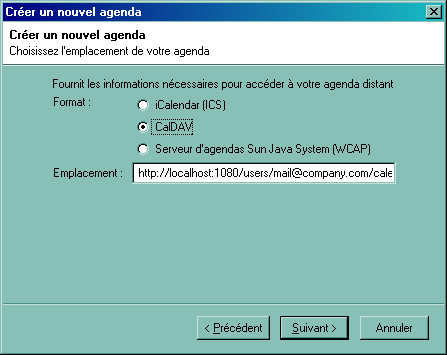 Créer un nouvel agenda
Créer un nouvel agenda
Choisissez l'emplacement de votre agenda
Fournit les informations nécessaires pour accéder à votre agenda distant
Format :
iCalendar (ICS)
CalDAV
Serveur d'agendas Sun Java System (WCAP)
Emplacement : http://localhost:1080/users/mail@company.com/cale
< Précédent Suivant > Annuler